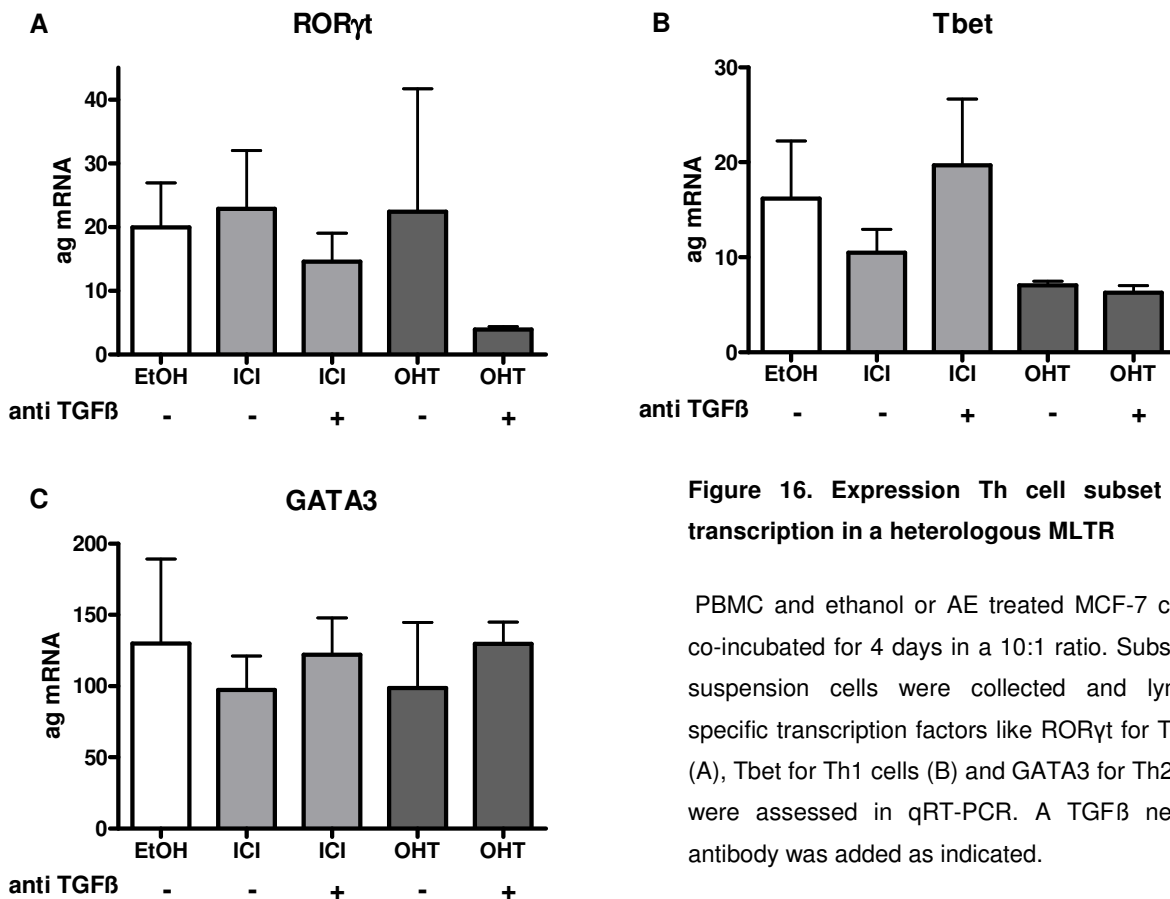 A
RORγt
40
30
20
10
0
ag mRNA
EtOH ICI ICI OHT OHT
anti TGFß - - + - +
B
Tbet
30
20
10
0
ag mRNA
EtOH ICI ICI OHT OHT
anti TGFß - - + - +
C
GATA3
200
150
100
50
0
ag mRNA
EtOH ICI ICI OHT OHT
anti TGFß - - + - +
Figure 16. Expression Th cell subset
transcription in a heterologous MLTR
PBMC and ethanol or AE treated MCF-7 c
co-incubated for 4 days in a 10:1 ratio. Subs
suspension cells were collected and lyn
specific transcription factors like RORγt for T
(A), Tbet for Th1 cells (B) and GATA3 for Th2
were assessed in qRT-PCR. A TGFß ne
antibody was added as indicated.